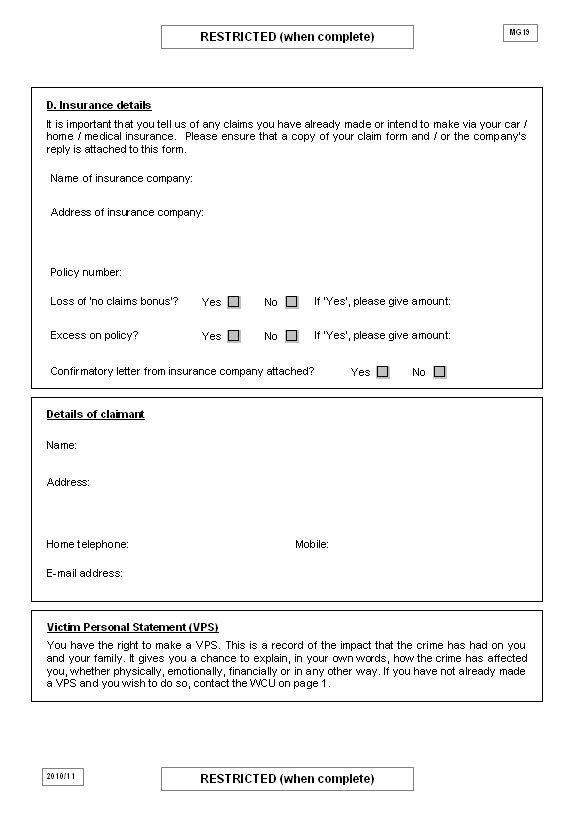 RESTRICTED (when complete)
MG19
D. Insurance details
It is important that you tell us of any claims you have already made or intend to make via your car /
home / medical insurance. Please ensure that a copy of your claim form and / or the company's
reply is attached to this form.
Name of insurance company:
Address of insurance company:
Policy number:
Loss of 'no claims bonus'? Yes No If 'Yes', please give amount:
Excess on policy? Yes No If 'Yes', please give amount:
Confirmatory letter from insurance company attached? Yes No
Details of claimant
Name:
Address:
Home telephone: Mobile:
E-mail address:
Victim Personal Statement (VPS)
You have the right to make a VPS. This is a record of the impact that the crime has had on you
and your family. It gives you a chance to explain, in your own words, how the crime has affected
you, whether physically, emotionally, financially or in any other way. If you have not already made
a VPS and you wish to do so, contact the WCU on page 1.
2010/11
RESTRICTED (when complete)